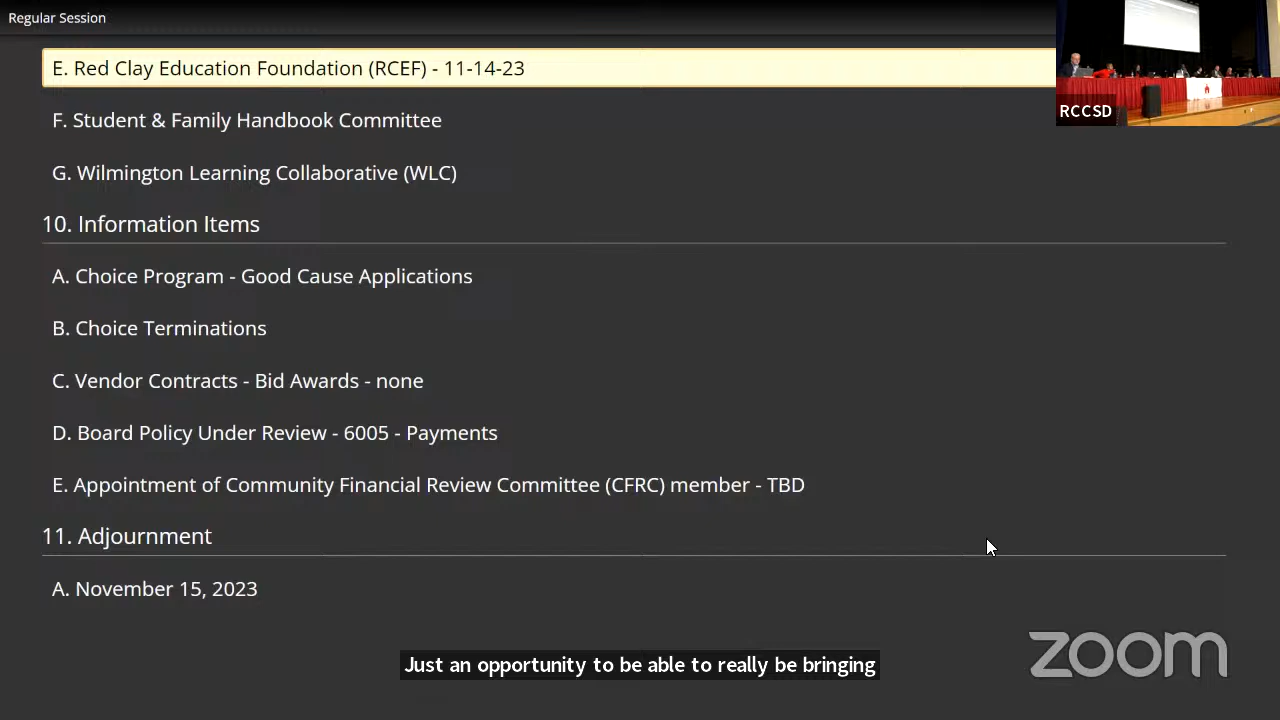 Regular Session
E. Red Clay Education Foundation (RCEF) - 11-14-23
RCCSD
F. Student & Family Handbook Committee
G. Wilmington Learning Collaborative (WLC)
10. Information Items
A. Choice Program - Good Cause Applications
B. Choice Terminations
C. Vendor Contracts - Bid Awards - none
D. Board Policy Under Review - 6005 - Payments
E. Appointment of Community Financial Review Committee (CFRC) member - TBD
11. Adjournment
A. November 15, 2023
zoom
Just an opportunity to be able to really be bringing